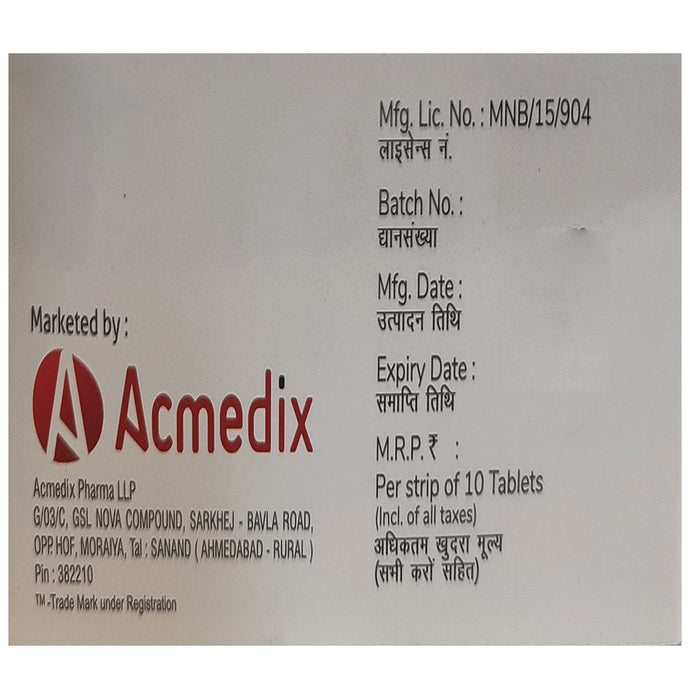 Marketed by :
Acmedix
Acmedix Pharma LLP
G/03/C, GSL NOVA COMPOUND, SARKHEJ - BAVLA ROAD,
OPP. HOF, MORAIYA, Tal : SANAND ( AHMEDABAD - RURAL )
Pin : 382210
™-Trade Mark under Registration
Mfg. Lic. No. : MNB/15/904
लाइसेन्स नं.
Batch No. :
द्यानसंख्या
Mfg. Date :
उत्पादन तिथि
Expiry Date :
समाप्ति तिथि
M.R.P. ₹ :
Per strip of 10 Tablets
(Incl. of all taxes)
अधिकतम खुदरा मूल्य
(सभी करों सहित)